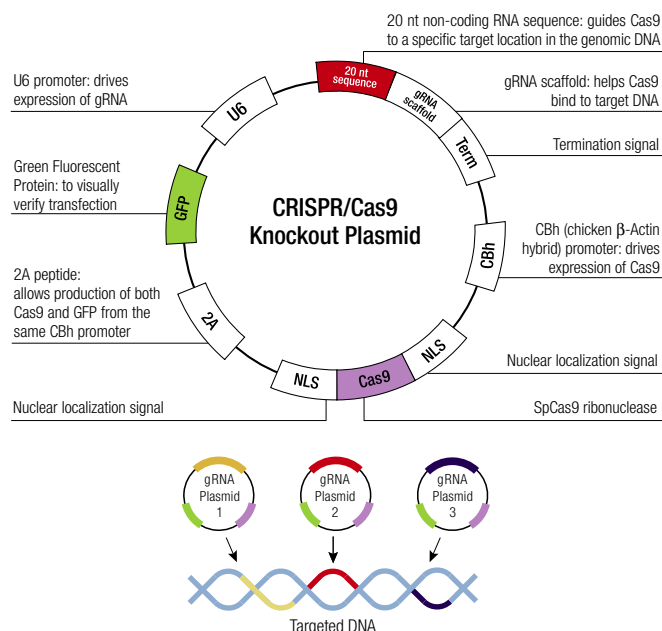 20 nt non-coding RNA sequence: guides Cas9
to a specific target location in the genomic DNA
20 nt
sequence
gRNA
scaffold
Term
gRNA scaffold: helps Cas9
bind to target DNA
U6 promoter: drives
expression of gRNA
U6
Termination signal
Green Fluorescent
Protein: to visually
verify transfection
GFP
CRISPR/Cas9
Knockout Plasmid
CBh
CBh (chicken β-Actin
hybrid) promoter: drives
expression of Cas9
2A peptide:
allows production of both
Cas9 and GFP from the
same CBh promoter
2A
NLS
Cas9
NLS
Nuclear localization signal
Nuclear localization signal
SpCas9 ribonuclease
gRNA
Plasmid
1
gRNA
Plasmid
2
gRNA
Plasmid
3
Targeted DNA